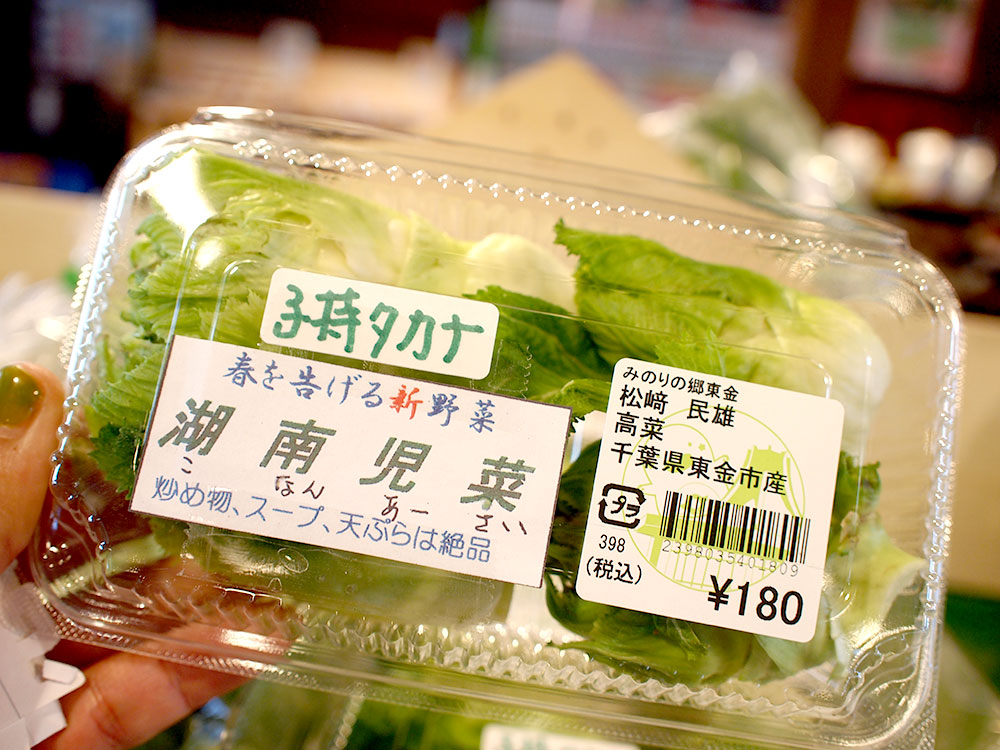 子持タカナ
春を告げる新野菜
湖南児菜
こ なん あー さい
炒め物、スープ、天ぷらは絶品
みのりの郷東金
松﨑 民雄
高菜
千葉県東金市産
プラ
398
(税込)
2398035401809
¥180